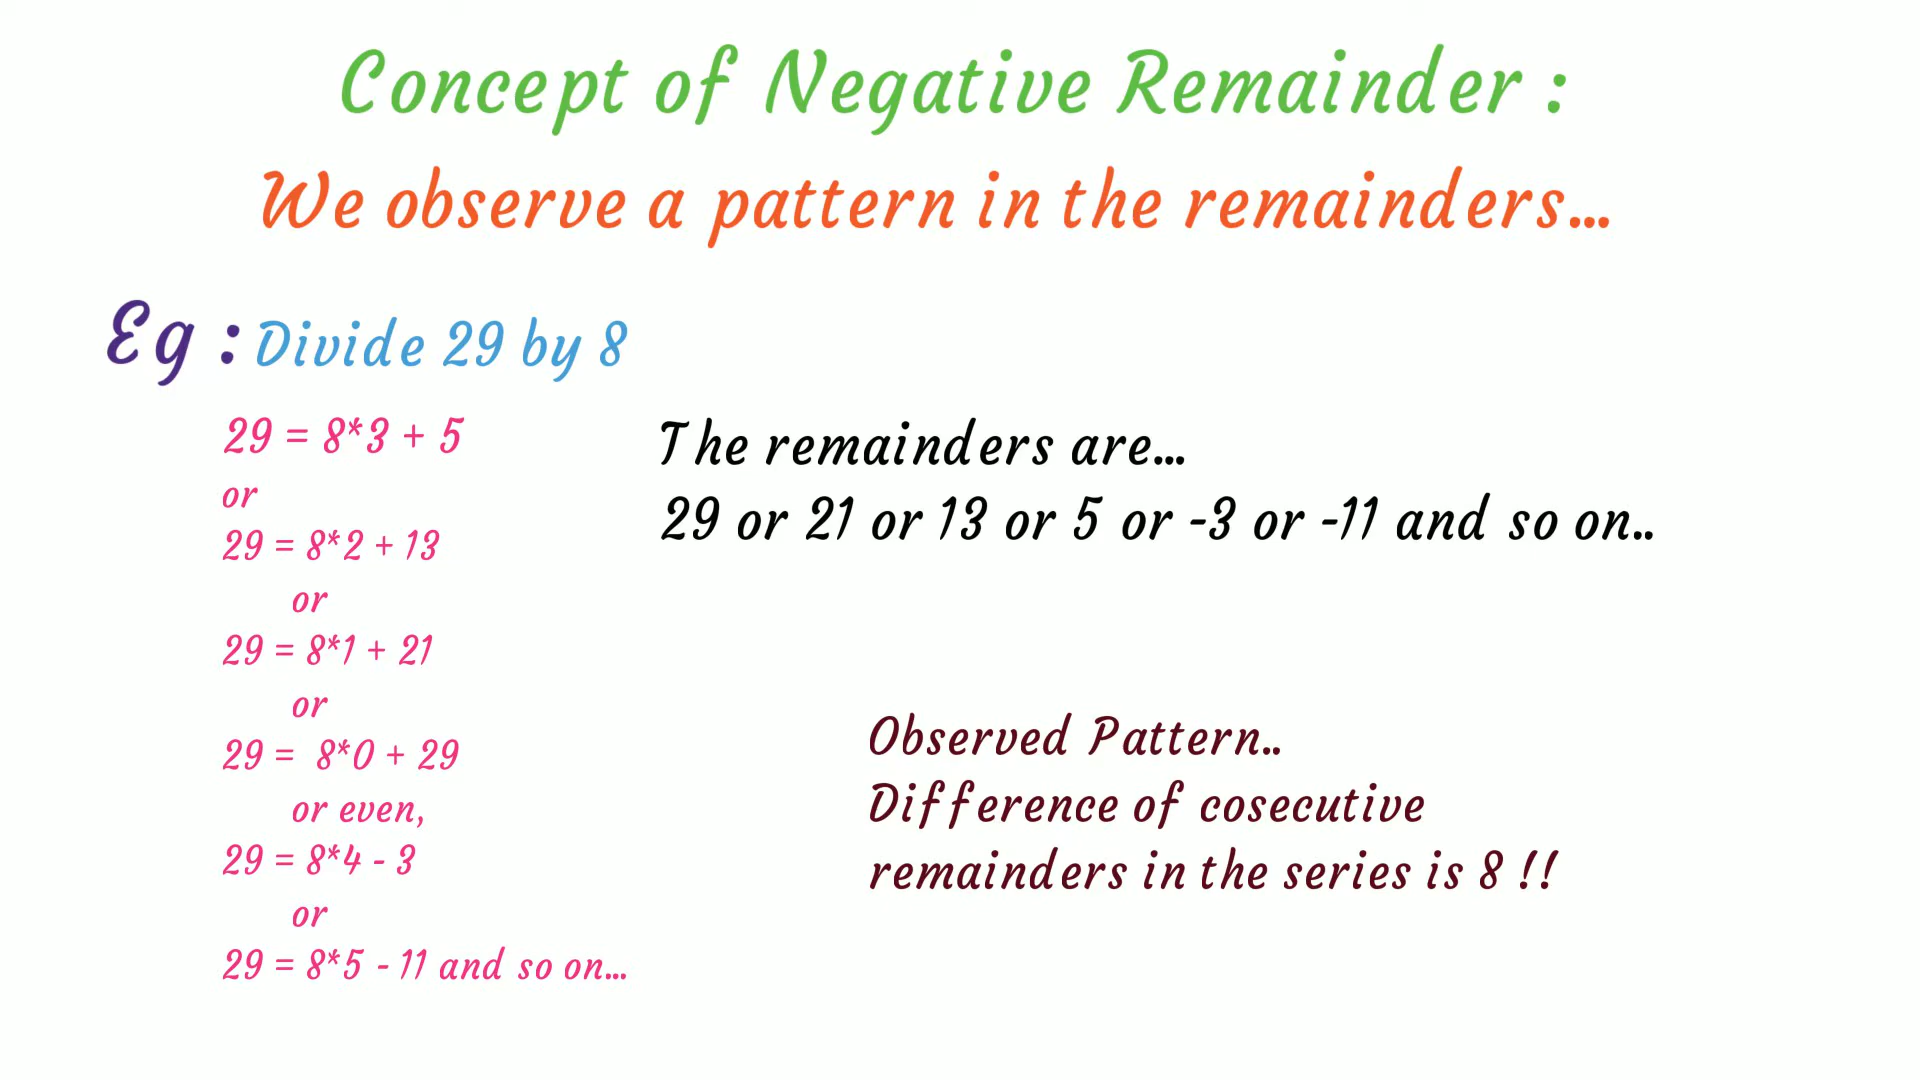 Concept of Negative Remainder :
We observe a pattern in the remainders...
Eg : Divide 29 by 8
29 = 8*3 + 5
or
29 = 8*2 + 13
or
29 = 8*1 + 21
or
29 = 8*0 + 29
or even,
29 = 8*4 - 3
or
29 = 8*5 - 11 and so on...
The remainders are...
29 or 21 or 13 or 5 or -3 or -11 and so on..
Observed Pattern..
Difference of cosecutive
remainders in the series is 8 !!